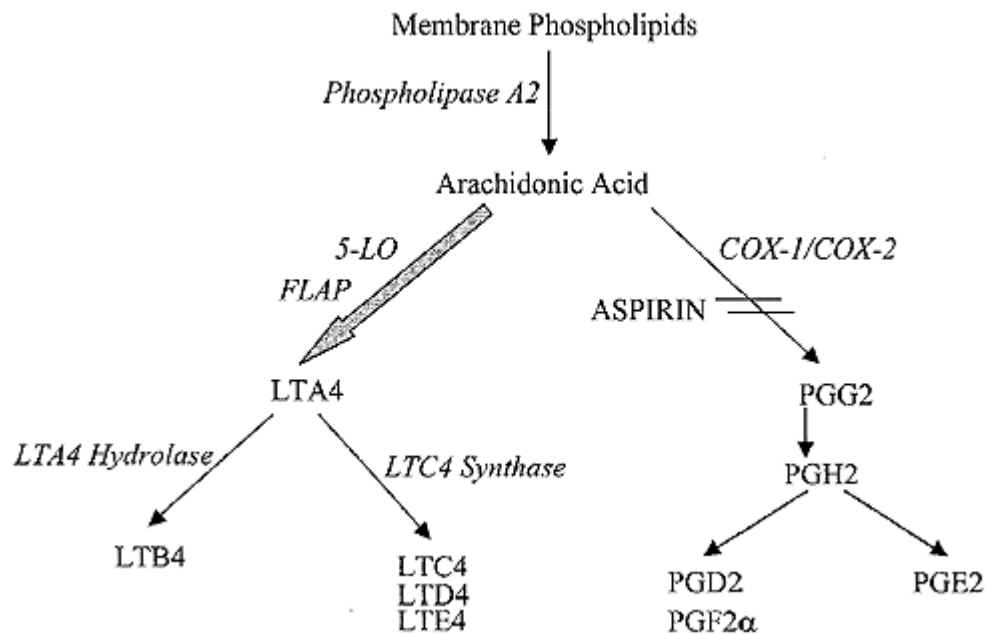 Membrane Phospholipids
Phospholipase A2
Arachidonic Acid
5-LO
COX-1/COX-2
FLAP
ASPIRIN
LTA4
PGG2
LTA4 Hydrolase
LTC4 Synthase
PGH2
LTB4
LTC4
LTD4
LTE4
PGD2
PGF2α
PGE2